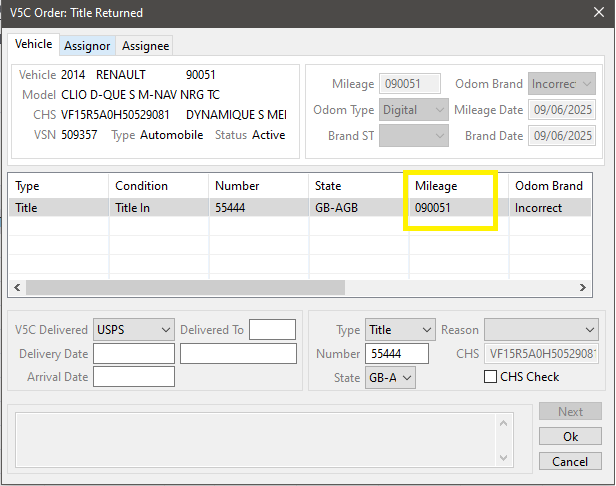 V5C Order: Title Returned
Vehicle Assignor Assignee
Vehicle 2014 RENAULT 90051
Model CLIO D-QUE S M-NAV NRG TC
CHS VF15R5A0H50529081 DYNAMIQUE S MEI
VSN 509357 Type Automobile Status Active
Mileage 090051 Odom Brand Incorrect
Odom Type Digital Mileage Date 09/06/2025
Brand ST Brand Date 09/06/2025
Type Condition Number State Mileage Odom Brand
Title Title In 55444 GB-AGB 090051 Incorrect
V5C Delivered USPS Delivered To
Delivery Date
Arrival Date
Type Title Reason
Number 55444 CHS VF15R5A0H50529081
State GB-A CHS Check
Next
Ok
Cancel